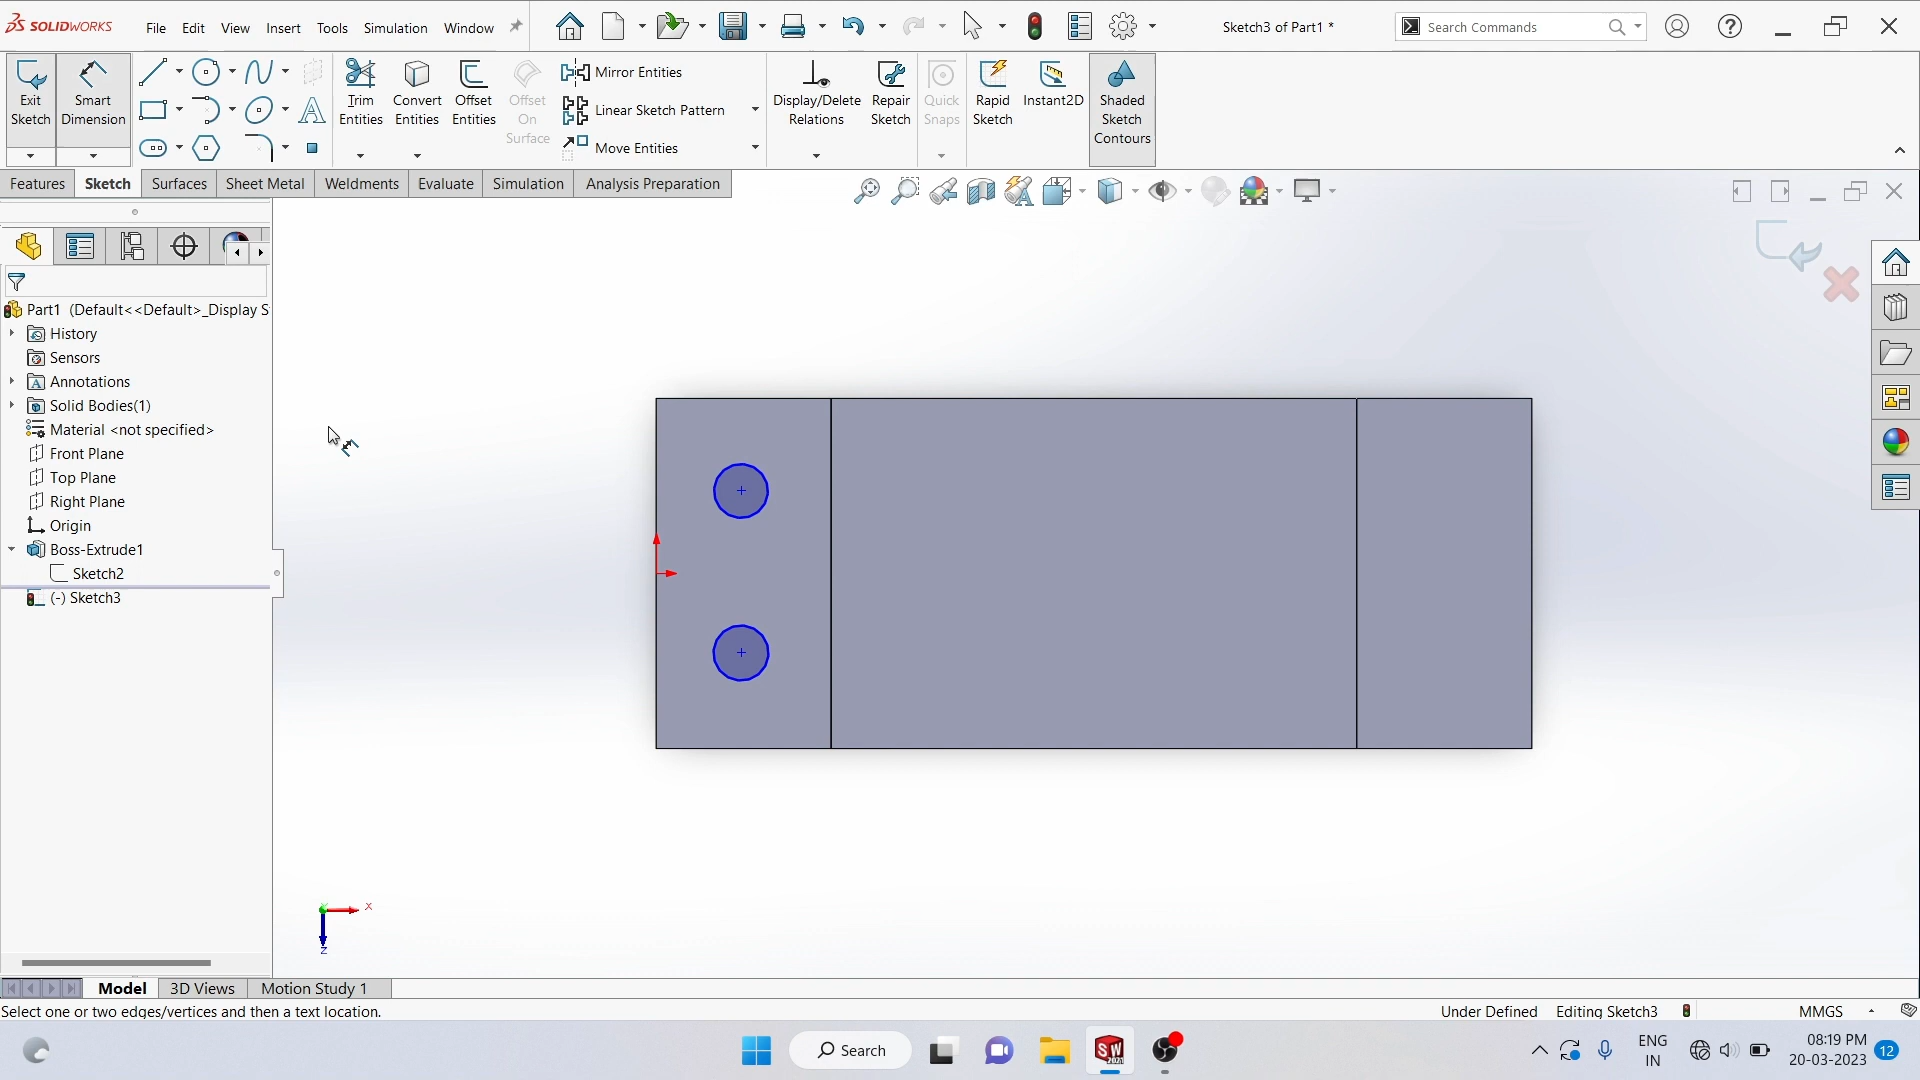 SOLIDWORKS File Edit View Insert Tools Simulation Window Sketch3 of Part1 * Search Commands
Exit Sketch
Smart Dimension
Trim Entities
Convert Entities
Offset Entities
Offset On Surface
Mirror Entities
Linear Sketch Pattern
Move Entities
Display/Delete Relations
Repair Sketch
Quick Snaps
Rapid Sketch
Instant2D
Shaded Sketch Contours
Features Sketch Surfaces Sheet Metal Weldments Evaluate Simulation Analysis Preparation
Part1 (Default<<Default>_Display S
History
Sensors
Annotations
Solid Bodies(1)
Material <not specified>
Front Plane
Top Plane
Right Plane
Origin
Boss-Extrude1
Sketch2
(-) Sketch3
X
Z
Model 3D Views Motion Study 1
Select one or two edges/vertices and then a text location. Under Defined Editing Sketch3 MMGS
Search
SW
2021
ENG
IN
08:19 PM
20-03-2023
12